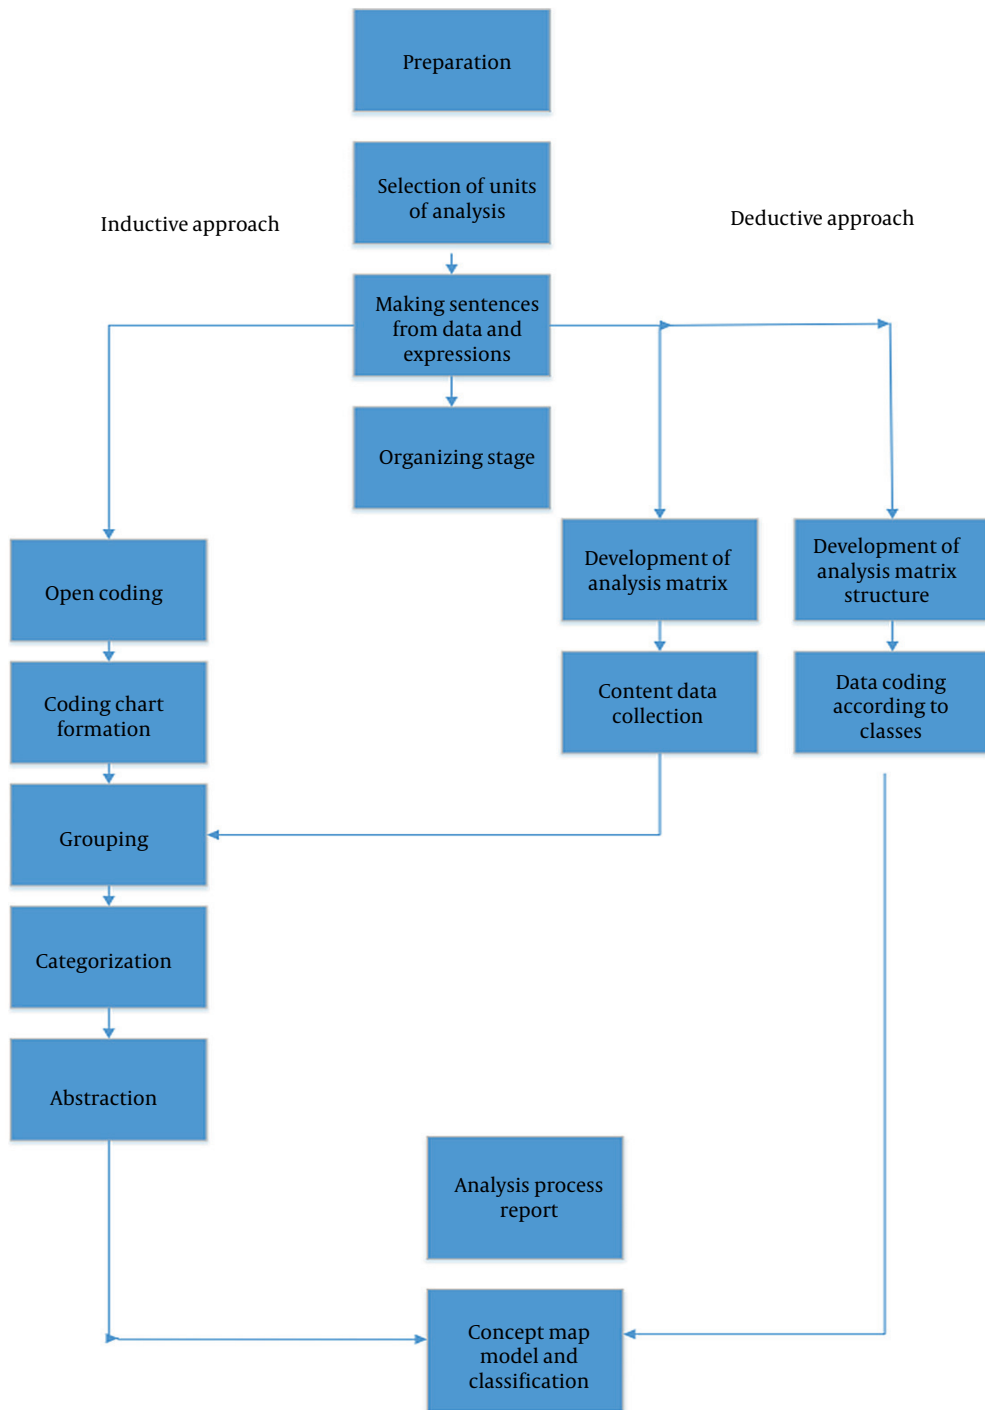 Preparation
Selection of units
of analysis
Inductive approach
Deductive approach
Making sentences
from data and
expressions
Organizing stage
Open coding
Development of
analysis matrix
Development of
analysis matrix
structure
Coding chart
formation
Content data
collection
Data coding
according to
classes
Grouping
Categorization
Abstraction
Analysis process
report
Concept map
model and
classification